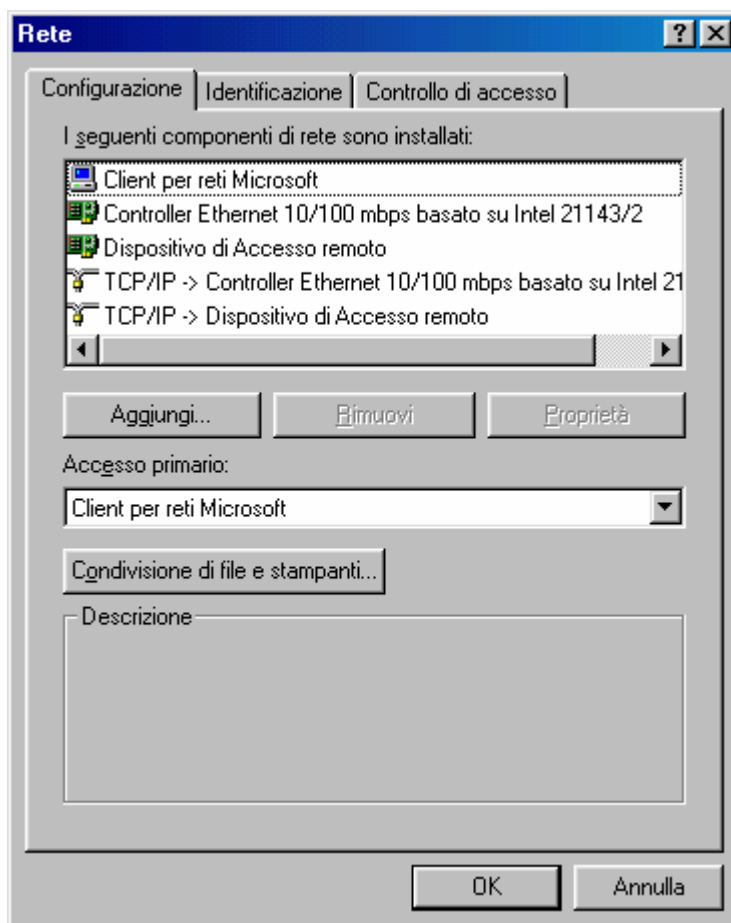 Rete
Configurazione Identificazione Controllo di accesso
I seguenti componenti di rete sono installati:
Client per reti Microsoft
Controller Ethernet 10/100 mbps basato su Intel 21143/2
Dispositivo di Accesso remoto
TCP/IP -> Controller Ethernet 10/100 mbps basato su Intel 21
TCP/IP -> Dispositivo di Accesso remoto
Aggiungi... Rimuovi Proprietà
Accesso primario:
Client per reti Microsoft
Condivisione di file e stampanti...
Descrizione
OK Annulla